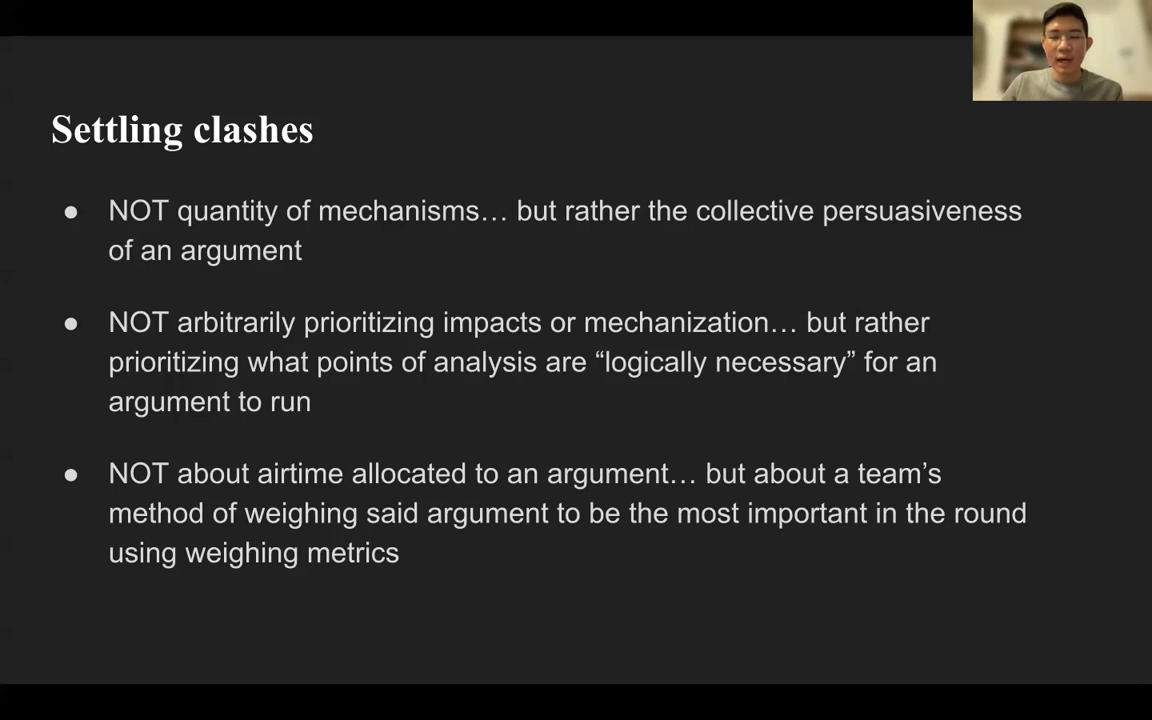 Settling clashes
● NOT quantity of mechanisms… but rather the collective persuasiveness
of an argument
● NOT arbitrarily prioritizing impacts or mechanization… but rather
prioritizing what points of analysis are “logically necessary” for an
argument to run
● NOT about airtime allocated to an argument… but about a team’s
method of weighing said argument to be the most important in the round
using weighing metrics